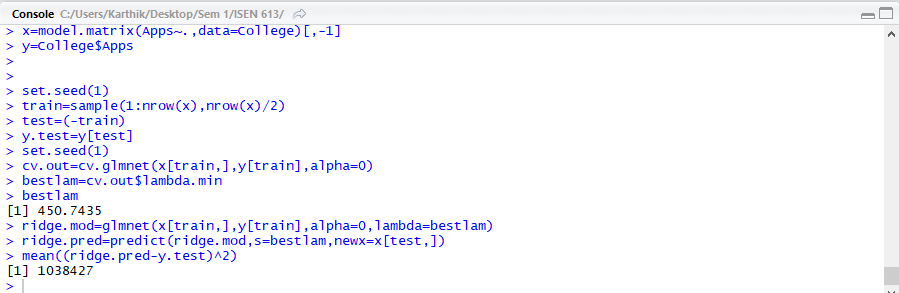 Console C:/Users/Karthik/Desktop/Sem 1/ISEN 613/
> x=model.matrix(Apps~.,data=College)[,-1]
> y=College$Apps
>
>
> set.seed(1)
> train=sample(1:nrow(x),nrow(x)/2)
> test=(-train)
> y.test=y[test]
> set.seed(1)
> cv.out=cv.glmnet(x[train,],y[train],alpha=0)
> bestlam=cv.out$lambda.min
> bestlam
[1] 450.7435
> ridge.mod=glmnet(x[train,],y[train],alpha=0,lambda=bestlam)
> ridge.pred=predict(ridge.mod,s=bestlam,newx=x[test,])
> mean((ridge.pred-y.test)^2)
[1] 1038427
>